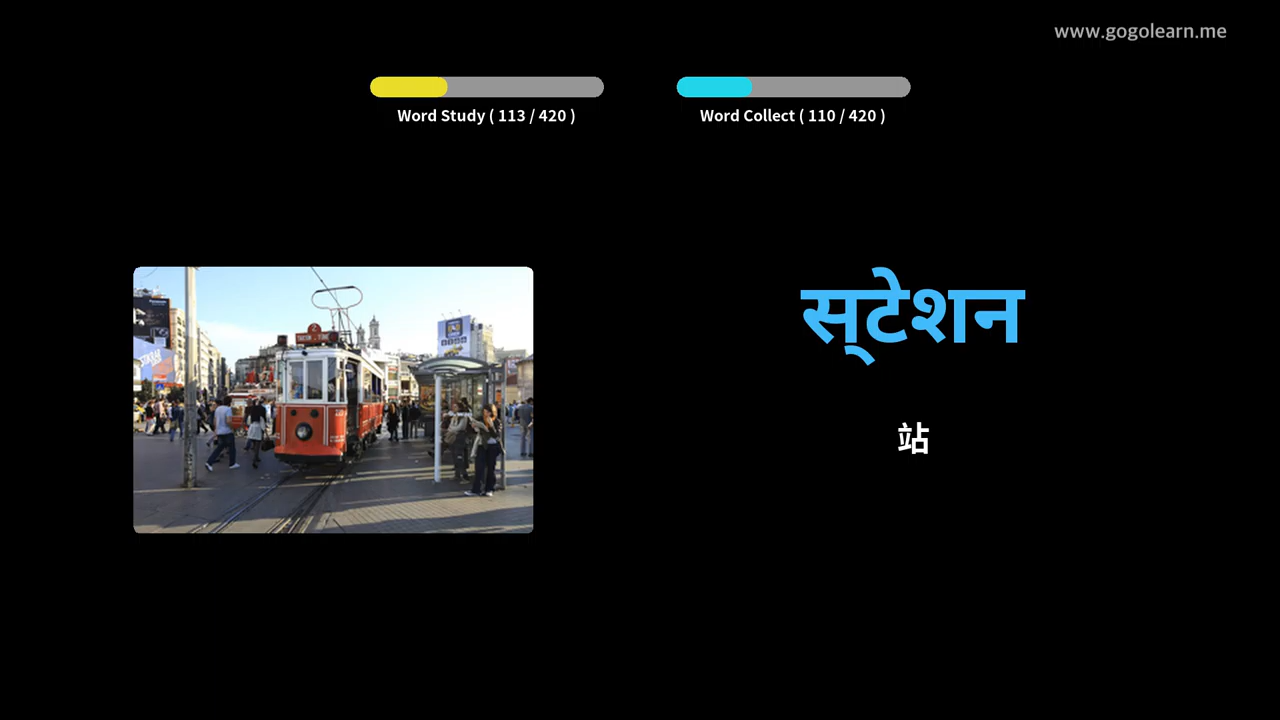 www.gogolearn.me
Word Study ( 113 / 420 )
Word Collect ( 110 / 420 )
स्‌टेशन
站